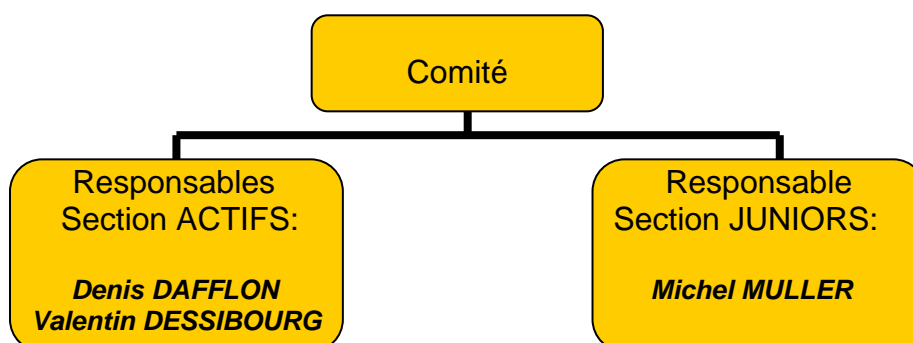 Comité
Responsables
Section ACTIFS:
Denis DAFFLON
Valentin DESSIBOURG
Responsable
Section JUNIORS:
Michel MULLER